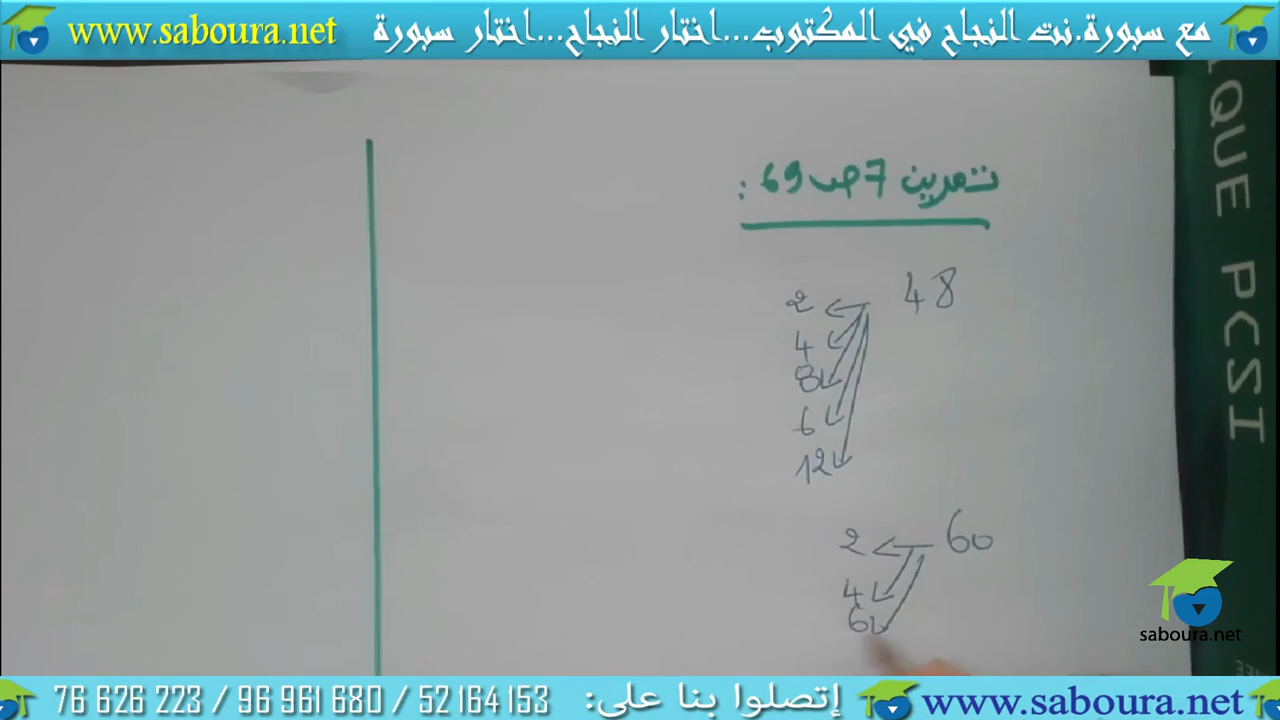 مع سبورة.نت النجاح في المكتوب...اختار النجاح...اختار سبورة www.saboura.net
تمرين 7 ص 69 :
48
2
4
8
6
12
60
2
4
6
IQUE PCSI
saboura.net
www.saboura.net إتصلوا بنا على: 52 164 153 / 96 961 680 / 76 626 223